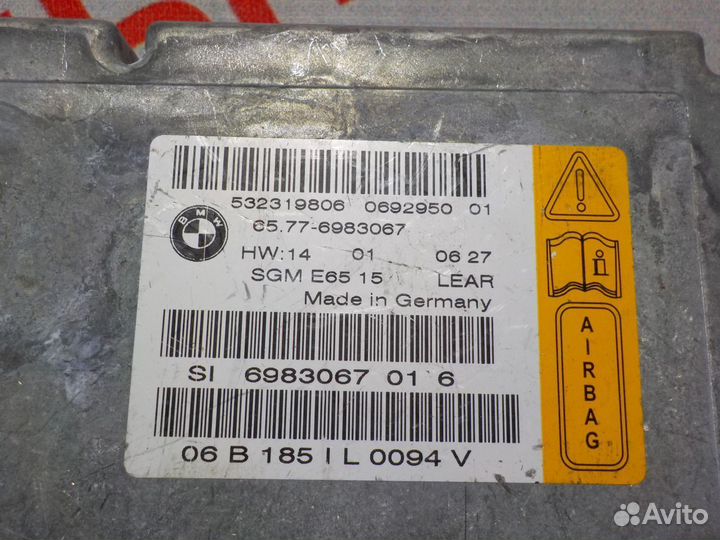 532319806 0692950 01
BMW
65.77-6983067
HW:14 01 06 27
SGM E65 15 LEAR
Made in Germany
SI 6983067 01 6
06 B 185 I L 0094 V
AIRBAG
Avito